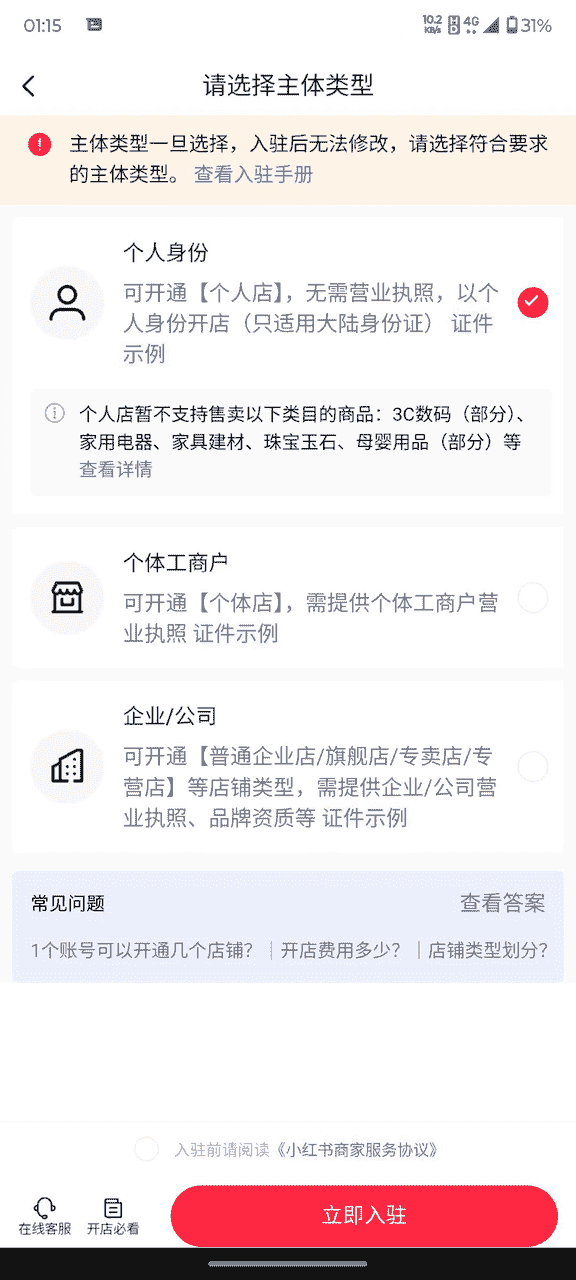 01:15
10.2 KB/s 4G 31%
请选择主体类型
主体类型一旦选择，入驻后无法修改，请选择符合要求
的主体类型。 查看入驻手册
个人身份
可开通【个人店】，无需营业执照，以个
人身份开店（只适用大陆身份证） 证件
示例
个人店暂不支持售卖以下类目的商品：3C数码（部分）、
家用电器、家具建材、珠宝玉石、母婴用品（部分）等
查看详情
个体工商户
可开通【个体店】，需提供个体工商户营
业执照 证件示例
企业/公司
可开通【普通企业店/旗舰店/专卖店/专
营店】等店铺类型，需提供企业/公司营
业执照、品牌资质等 证件示例
常见问题 查看答案
1个账号可以开通几个店铺？ 开店费用多少？ 店铺类型划分？
入驻前请阅读《小红书商家服务协议》
在线客服 开店必看 立即入驻